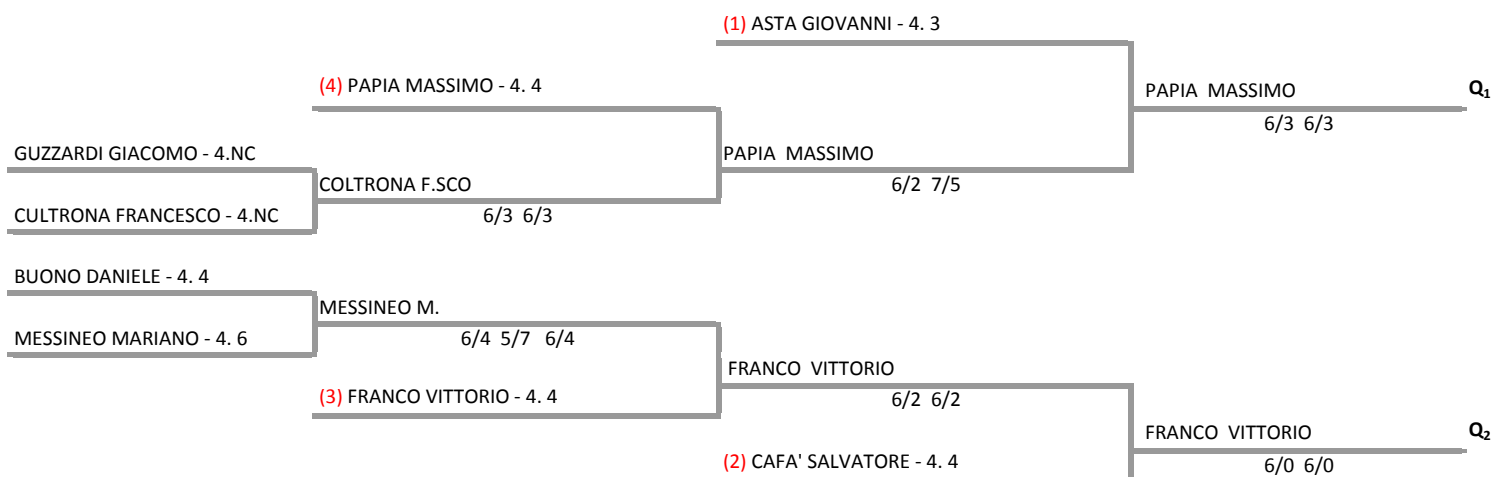 (1) ASTA GIOVANNI - 4. 3
(4) PAPIA MASSIMO - 4. 4
PAPIA  MASSIMO
Q1
6/3  6/3
GUZZARDI GIACOMO - 4.NC
PAPIA  MASSIMO
COLTRONA F.SCO
6/2  7/5
CULTRONA FRANCESCO - 4.NC
6/3  6/3
BUONO DANIELE - 4. 4
MESSINEO M.
MESSINEO MARIANO - 4. 6
6/4  5/7   6/4
FRANCO  VITTORIO
(3) FRANCO VITTORIO - 4. 4
6/2  6/2
FRANCO  VITTORIO
Q2
(2) CAFA' SALVATORE - 4. 4
6/0  6/0